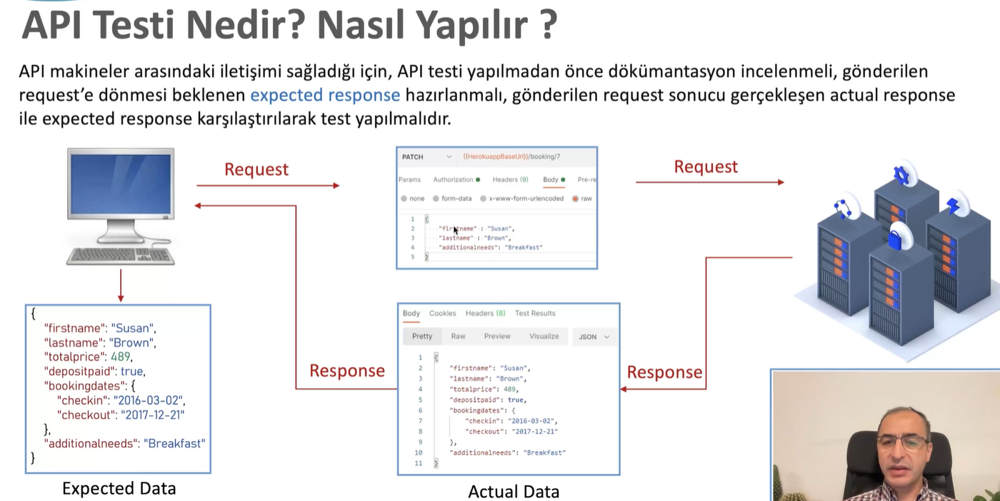 API Testi Nedir? Nasıl Yapılır ?
API makineler arasındaki iletişimi sağladığı için, API testi yapılmadan önce dökümantasyon incelenmeli, gönderilen
request'e dönmesi beklenen expected response hazırlanmalı, gönderilen request sonucu gerçekleşen actual response
ile expected response karşılaştırılarak test yapılmalıdır.
Request
PATCH {{HerokuappBaseUrl}}/booking/7
Params Authorization Headers (9) Body Pre-re
none form-data x-www-form-urlencoded raw
1 {
2 "firstname" : "Susan",
3 "lastname" : "Brown",
4 "additionalneeds": "Breakfast"
5 }
Request
{
"firstname": "Susan",
"lastname": "Brown",
"totalprice": 489,
"depositpaid": true,
"bookingdates": {
"checkin": "2016-03-02",
"checkout": "2017-12-21"
},
"additionalneeds": "Breakfast"
}
Expected Data
Response
Body Cookies Headers (8) Test Results
Pretty Raw Preview Visualize JSON
1 {
2 "firstname": "Susan",
3 "lastname": "Brown",
4 "totalprice": 489,
5 "depositpaid": true,
6 "bookingdates": {
7 "checkin": "2016-03-02",
8 "checkout": "2017-12-21"
9 },
10 "additionalneeds": "Breakfast"
11 }
Actual Data
Response